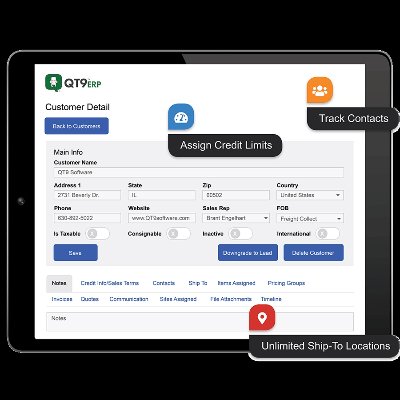 QT9 ERP
Customer Detail
Track Contacts
Back to Customers
Assign Credit Limits
Main Info
Customer Name
QT9 Software
Address 1 State Zip Country
2731 Beverly Dr. IL 60502 United States
Phone Website Sales Rep FOB
630-892-5022 www.QT9software.com Brant Engelhart Freight Collect
Is Taxable Consignable Inactive International
Save Downgrade to Lead Delete Customer
Notes Credit Info/Sales Terms Contacts Ship To Items Assigned Pricing Groups
Invoices Quotes Communication Sites Assigned File Attachments Timeline
Notes
Unlimited Ship-To Locations